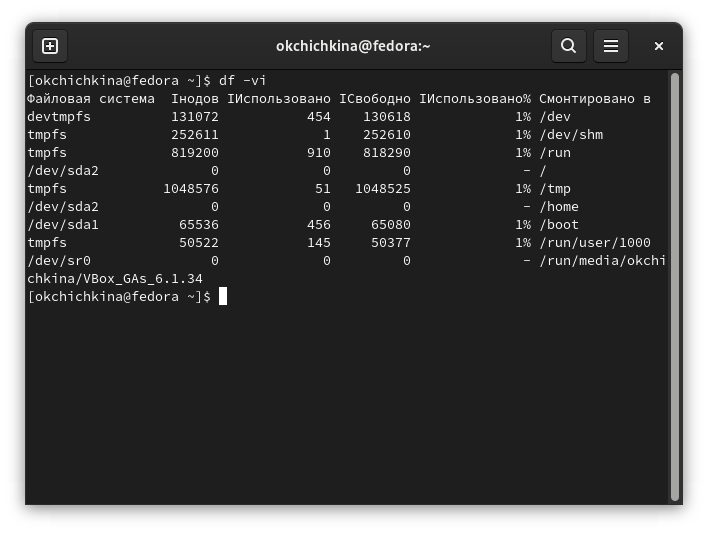 okchichkina@fedora:~
[okchichkina@fedora ~]$ df -vi
Файловая система  Iнодов IИспользовано IСвободно IИспользовано% Смонтировано в
devtmpfs          131072           454    130618             1% /dev
tmpfs             252611             1    252610             1% /dev/shm
tmpfs             819200           910    818290             1% /run
/dev/sda2              0             0         0              - /
tmpfs            1048576            51   1048525             1% /tmp
/dev/sda2              0             0         0              - /home
/dev/sda1          65536           456     65080             1% /boot
tmpfs              50522           145     50377             1% /run/user/1000
/dev/sr0               0             0         0              - /run/media/okchi
chkina/VBox_GAs_6.1.34
[okchichkina@fedora ~]$